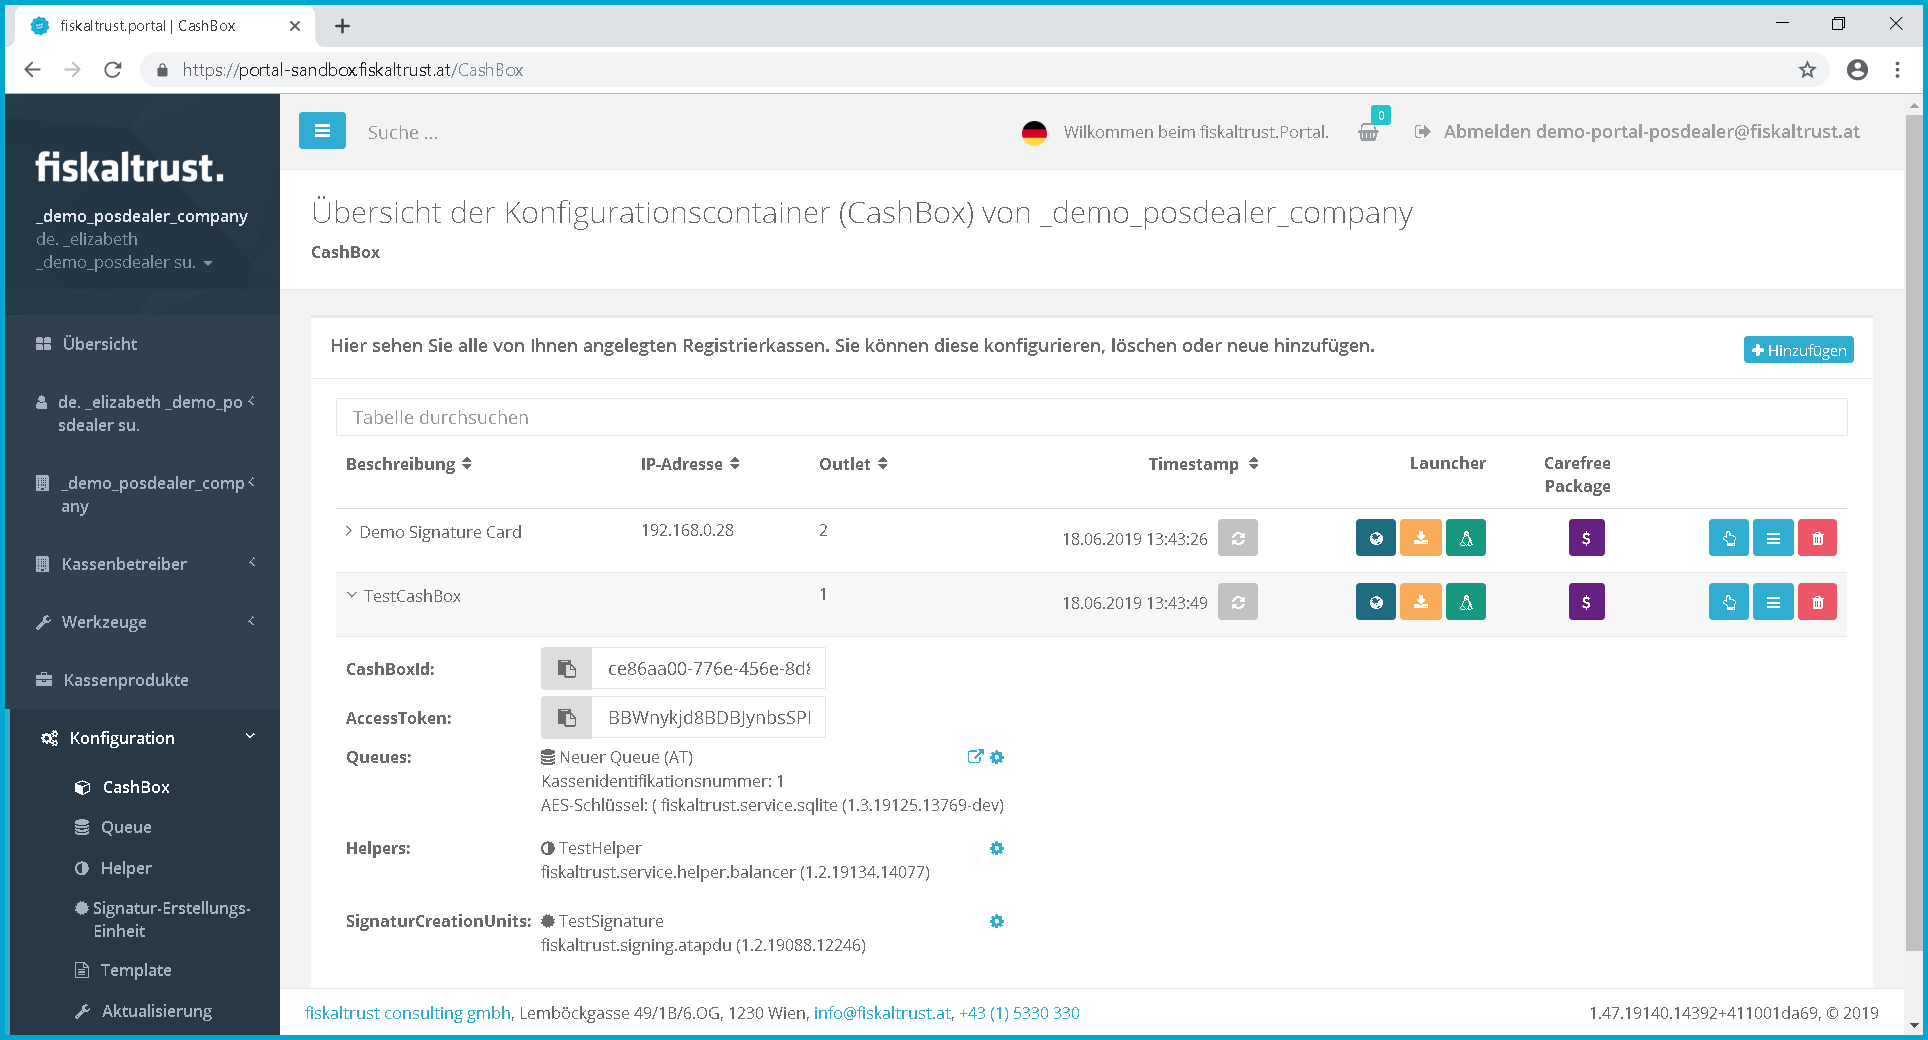 fiskaltrust.portal | CashBox
https://portal-sandbox.fiskaltrust.at/CashBox
fiskaltrust.
_demo_posdealer_company
de. _elizabeth
_demo_posdealer su.
Übersicht
de. _elizabeth _demo_po
sdealer su.
_demo_posdealer_comp
any
Kassenbetreiber
Werkzeuge
Kassenprodukte
Konfiguration
CashBox
Queue
Helper
Signatur-Erstellungs-
Einheit
Template
Aktualisierung
Suche ...
Wilkommen beim fiskaltrust.Portal.
0
Abmelden demo-portal-posdealer@fiskaltrust.at
Übersicht der Konfigurationscontainer (CashBox) von _demo_posdealer_company
CashBox
Hier sehen Sie alle von Ihnen angelegten Registrierkassen. Sie können diese konfigurieren, löschen oder neue hinzufügen.
Hinzufügen
Tabelle durchsuchen
Beschreibung IP-Adresse Outlet Timestamp Launcher Carefree
Package
Demo Signature Card 192.168.0.28 2 18.06.2019 13:43:26 $
TestCashBox 1 18.06.2019 13:43:49 $
CashBoxId: ce86aa00-776e-456e-8d
AccessToken: BBWnykjd8BDBJynbsSP
Queues: Neuer Queue (AT)
Kassenidentifikationsnummer: 1
AES-Schlüssel: ( fiskaltrust.service.sqlite (1.3.19125.13769-dev)
Helpers: TestHelper
fiskaltrust.service.helper.balancer (1.2.19134.14077)
SignaturCreationUnits: TestSignature
fiskaltrust.signing.atapdu (1.2.19088.12246)
fiskaltrust consulting gmbh, Lemböckgasse 49/1B/6.OG, 1230 Wien, info@fiskaltrust.at, +43 (1) 5330 330
1.47.19140.14392+411001da69, © 2019